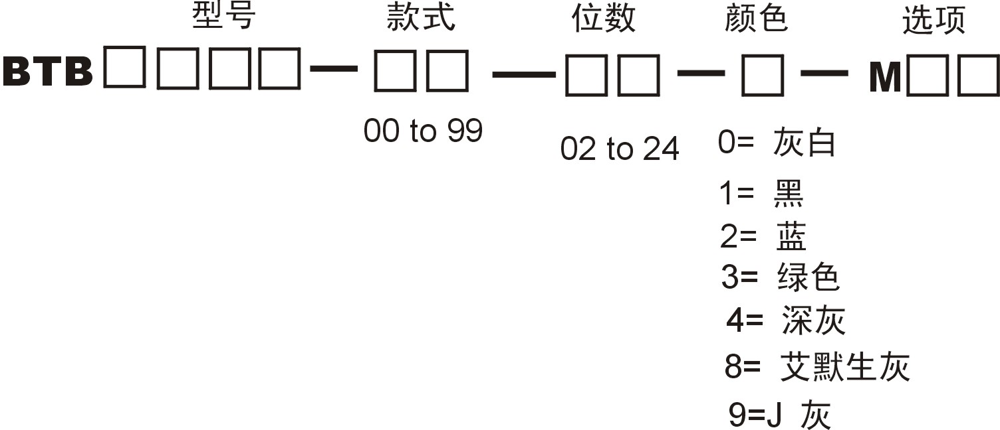 型号 款式 位数 颜色 选项
BTB□□□□—□□—□□—□—M□□
00 to 99 02 to 24 0= 灰白
1= 黑
2= 蓝
3= 绿色
4= 深灰
8= 艾默生灰
9=J 灰